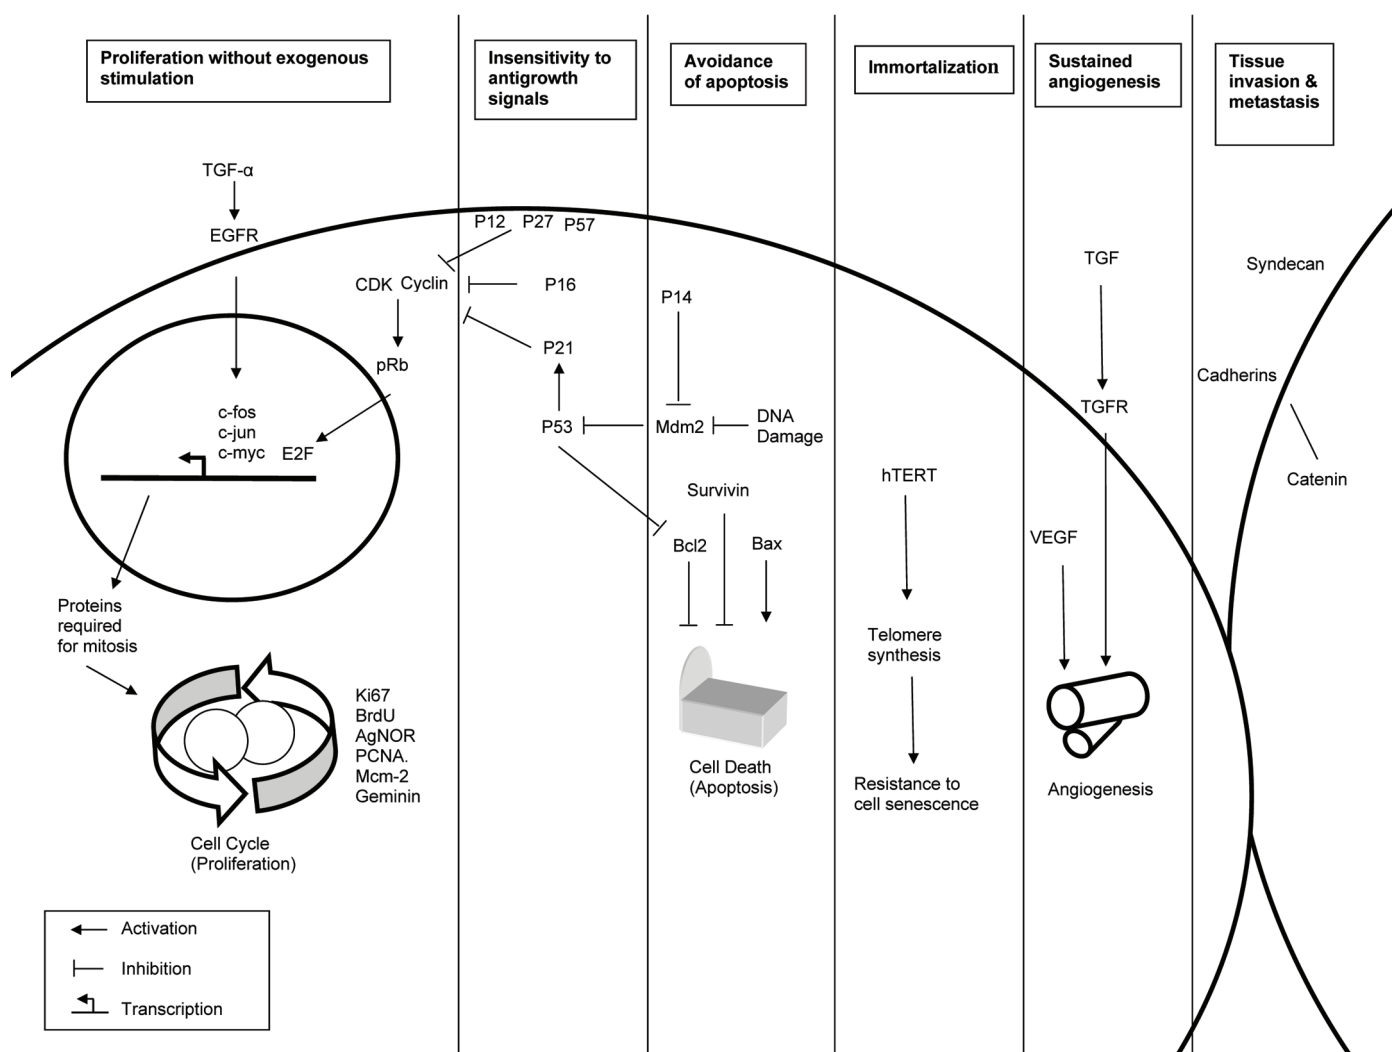 Proliferation without exogenous
stimulation
Insensitivity to
antigrowth
signals
Avoidance
of apoptosis
Immortalization
Sustained
angiogenesis
Tissue
invasion &
metastasis
TGF-α
EGFR
CDK Cyclin
pRb
c-fos
c-jun
c-myc
E2F
Proteins
required
for mitosis
Ki67
BrdU
AgNOR
PCNA.
Mcm-2
Geminin
Cell Cycle
(Proliferation)
P12 P27 P57
P16
P21
P53
P14
Mdm2
DNA
Damage
Survivin
Bcl2
Bax
Cell Death
(Apoptosis)
hTERT
Telomere
synthesis
Resistance to
cell senescence
TGF
TGFR
VEGF
Angiogenesis
Syndecan
Cadherins
Catenin
Activation
Inhibition
Transcription